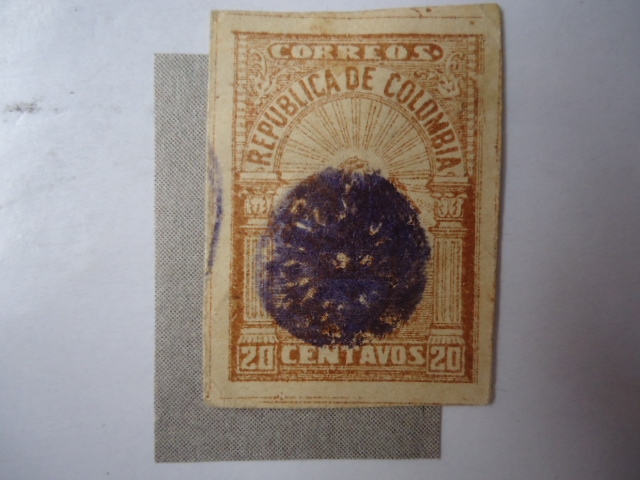 CORREOS.
REPUBLICA DE COLOMBIA
20 CENTAVOS 20